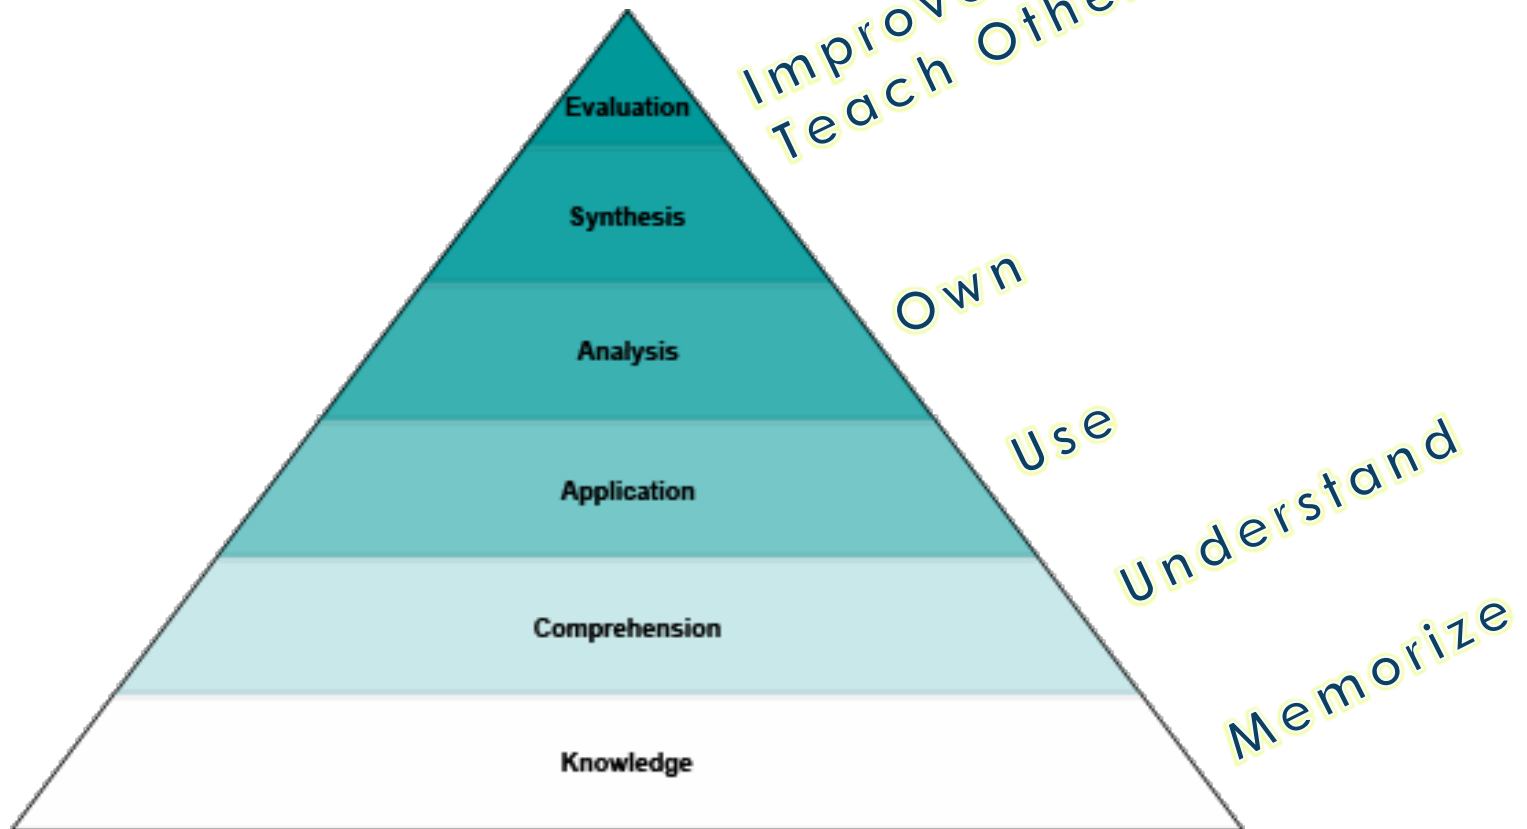 Teach
Evaluation
Synthesis
Own
Analysis
Use
Application
Understand
Comprehension
Memorize
Knowledge